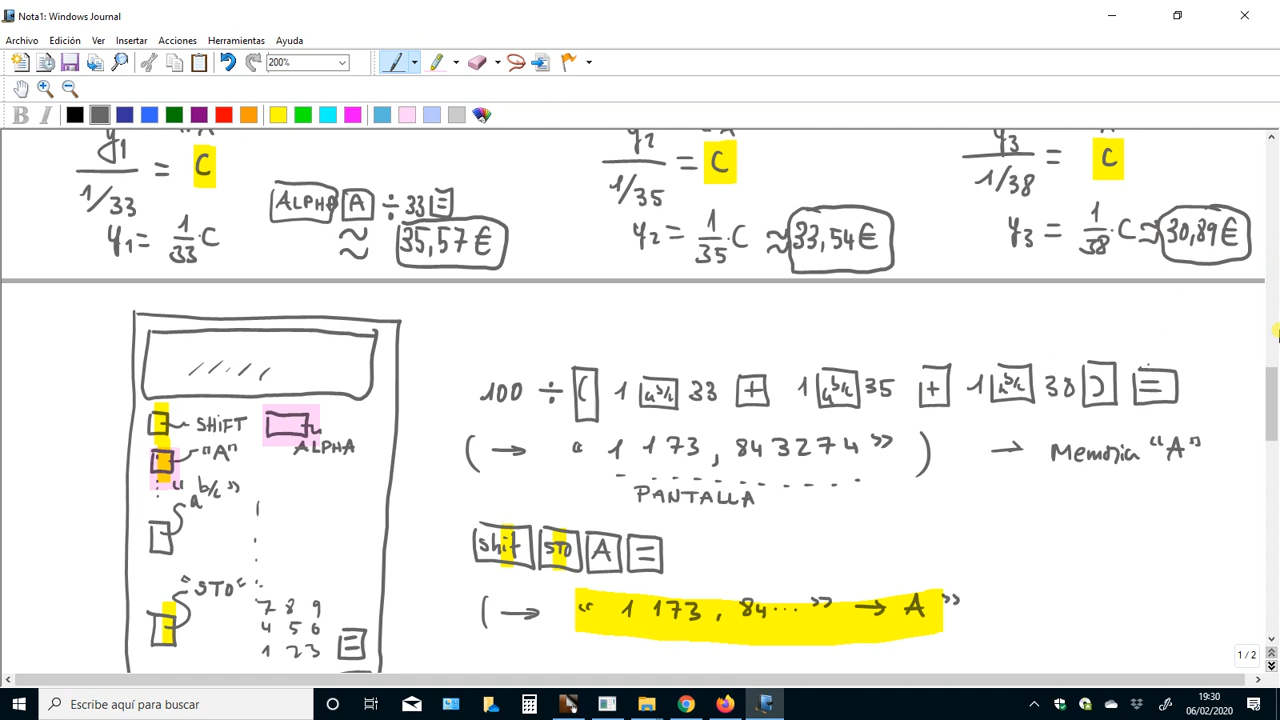 Nota1: Windows Journal
Archivo Edición Ver Insertar Acciones Herramientas Ayuda
200%
B I
y1/(1/33) = C
y2/(1/35) = C
y3/(1/38) = C
ALPHA A ÷ 33 =
y1 = 1/33 · C ≈ 35,57€
y2 = 1/35 · C ≈ 33,54€
y3 = 1/38 · C ≈ 30,89€
100 ÷ ( 1 a b/c 33 + 1 a b/c 35 + 1 a b/c 38 ) =
( → " 1 173, 843274 " ) → Memoria "A"
PANTALLA
SHIFT
ALPHA
"A"
a " b/c "
shift STO A =
"STO"
( → " 1 173, 84... " → A "
7 8 9
4 5 6
1 2 3 =
1 / 2
Escribe aquí para buscar
19:30
06/02/2020